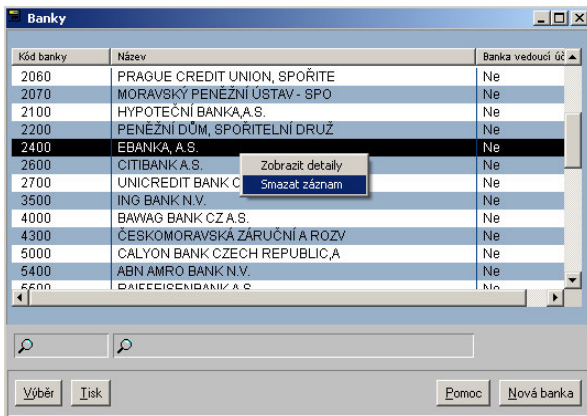 Banky
Kód banky Název Banka vedoucí úč
2060 PRAGUE CREDIT UNION, SPOŘITE Ne
2070 MORAVSKÝ PENĚŽNÍ ÚSTAV - SPO Ne
2100 HYPOTEČNÍ BANKA,A.S. Ne
2200 PENĚŽNÍ DŮM, SPOŘITELNÍ DRUŽ Ne
2400 EBANKA, A.S. Ne
2600 CITIBANK A.S. Ne
Zobrazit detaily
2700 UNICREDIT BANK C Ne
Smazat záznam
3500 ING BANK N.V. Ne
4000 BAWAG BANK CZ A.S. Ne
4300 ČESKOMORAVSKÁ ZÁRUČNÍ A ROZV Ne
5000 CALYON BANK CZECH REPUBLIC,A Ne
5400 ABN AMRO BANK N.V. Ne
5500 RAIFFEISENBANK A.S. Ne
Výběr Tisk Pomoc Nová banka